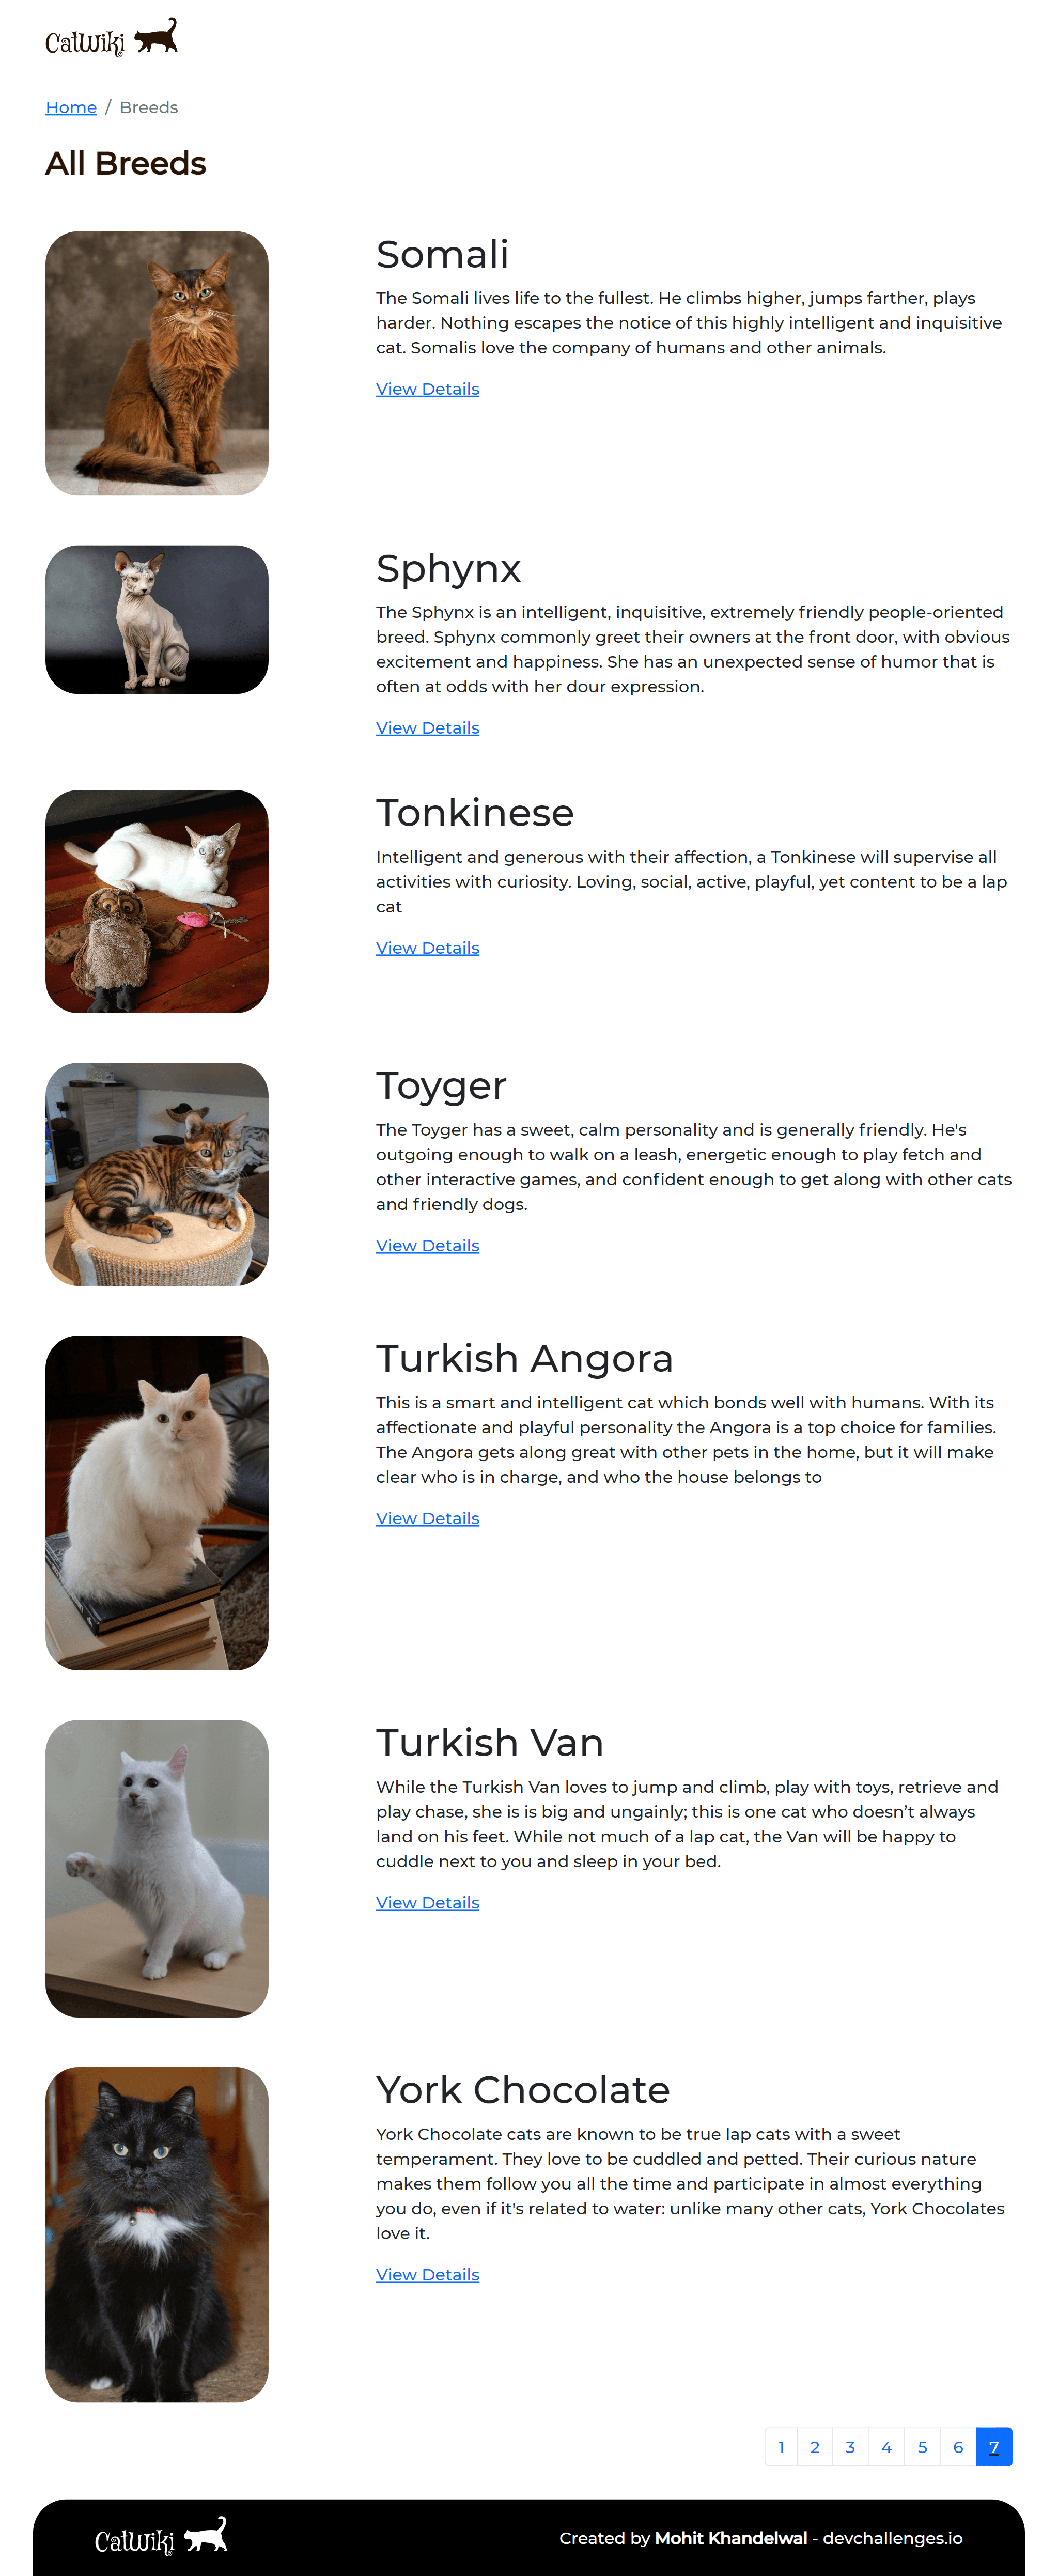 CatWiki
Home / Breeds
All Breeds
Somali
The Somali lives life to the fullest. He climbs higher, jumps farther, plays
harder. Nothing escapes the notice of this highly intelligent and inquisitive
cat. Somalis love the company of humans and other animals.
View Details
Sphynx
The Sphynx is an intelligent, inquisitive, extremely friendly people-oriented
breed. Sphynx commonly greet their owners at the front door, with obvious
excitement and happiness. She has an unexpected sense of humor that is
often at odds with her dour expression.
View Details
Tonkinese
Intelligent and generous with their affection, a Tonkinese will supervise all
activities with curiosity. Loving, social, active, playful, yet content to be a lap
cat
View Details
Toyger
The Toyger has a sweet, calm personality and is generally friendly. He's
outgoing enough to walk on a leash, energetic enough to play fetch and
other interactive games, and confident enough to get along with other cats
and friendly dogs.
View Details
Turkish Angora
This is a smart and intelligent cat which bonds well with humans. With its
affectionate and playful personality the Angora is a top choice for families.
The Angora gets along great with other pets in the home, but it will make
clear who is in charge, and who the house belongs to
View Details
Turkish Van
While the Turkish Van loves to jump and climb, play with toys, retrieve and
play chase, she is is big and ungainly; this is one cat who doesn’t always
land on his feet. While not much of a lap cat, the Van will be happy to
cuddle next to you and sleep in your bed.
View Details
York Chocolate
York Chocolate cats are known to be true lap cats with a sweet
temperament. They love to be cuddled and petted. Their curious nature
makes them follow you all the time and participate in almost everything
you do, even if it's related to water: unlike many other cats, York Chocolates
love it.
View Details
1 2 3 4 5 6 7
CatWiki
Created by Mohit Khandelwal - devchallenges.io